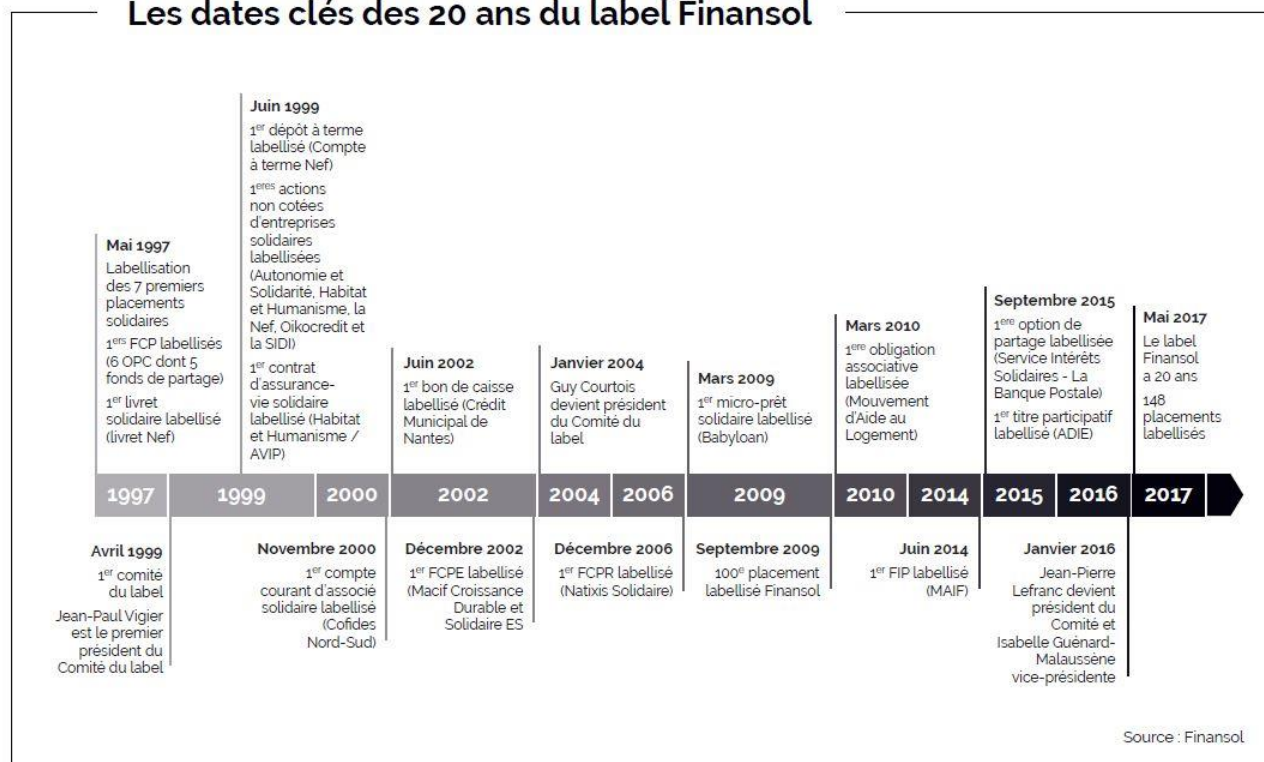 Les dates clés des 20 ans du label Finansol
Juin 1999
1er dépôt à terme
labellisé (Compte
à terme Nef)
1eres actions
non cotées
d'entreprises
solidaires
labellisées
(Autonomie et
Solidarité, Habitat
et Humanisme, la
Nef, Oikocredit et
la SIDI)
1er contrat
d'assurance-
vie solidaire
labellisé (Habitat
et Humanisme /
AVIP)
Mai 1997
Labellisation
des 7 premiers
placements
solidaires
1ers FCP labellisés
(6 OPC dont 5
fonds de partage)
1er livret
solidaire labellisé
(livret Nef)
Juin 2002
1er bon de caisse
labellisé (Crédit
Municipal de
Nantes)
Janvier 2004
Guy Courtois
devient président
du Comité du
label
Mars 2009
1er micro-prêt
solidaire labellisé
(Babyloan)
Mars 2010
1ere obligation
associative
labellisée
(Mouvement
d'Aide au
Logement)
Septembre 2015
1ere option de
partage labellisée
(Service Intérêts
Solidaires - La
Banque Postale)
1er titre participatif
labellisé (ADIE)
Mai 2017
Le label
Finansol
a 20 ans
148
placements
labellisés
1997 1999 2000 2002 2004 2006 2009 2010 2014 2015 2016 2017
Avril 1999
1er comité
du label
Jean-Paul Vigier
est le premier
président du
Comité du label
Novembre 2000
1er compte
courant d'associé
solidaire labellisé
(Cofides
Nord-Sud)
Décembre 2002
1er FCPE labellisé
(Macif Croissance
Durable et
Solidaire ES
Décembre 2006
1er FCPR labellisé
(Natixis Solidaire)
Septembre 2009
100e placement
labellisé Finansol
Juin 2014
1er FIP labellisé
(MAIF)
Janvier 2016
Jean-Pierre
Lefranc devient
président du
Comité et
Isabelle Guénard-
Malaussène
vice-présidente
Source : Finansol